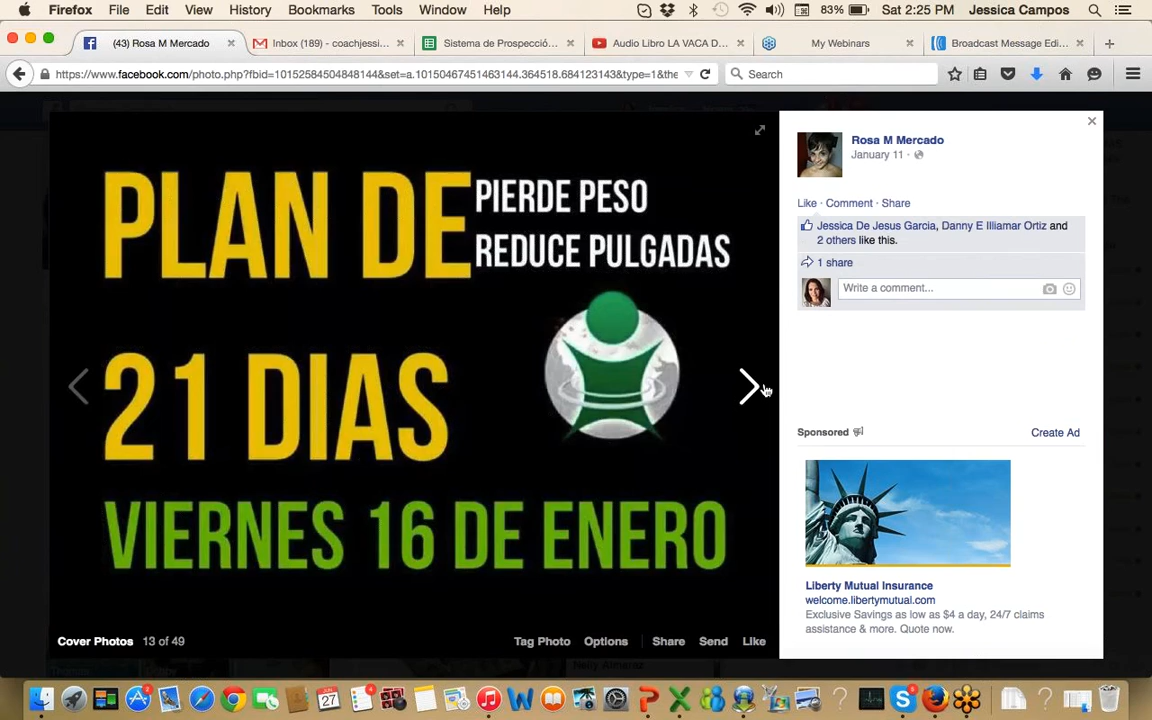 Firefox File Edit View History Bookmarks Tools Window Help 83% Sat 2:25 PM Jessica Campos
(43) Rosa M Mercado Inbox (189) - coachjessi... Sistema de Prospecció... Audio Libro LA VACA D... My Webinars Broadcast Message Edi...
https://www.facebook.com/photo.php?fbid=10152584504848144&set=a.10150467451463144.364518.684123143&type=1&the Search
PLAN DE PIERDE PESO
REDUCE PULGADAS
21 DIAS
VIERNES 16 DE ENERO
Cover Photos 13 of 49 Tag Photo Options Share Send Like
Rosa M Mercado
January 11 ·
Like · Comment · Share
Jessica De Jesus Garcia, Danny E Illiamar Ortiz and
2 others like this.
1 share
Write a comment...
Sponsored Create Ad
Liberty Mutual Insurance
welcome.libertymutual.com
Exclusive Savings as low as $4 a day, 24/7 claims
assistance & more. Quote now.